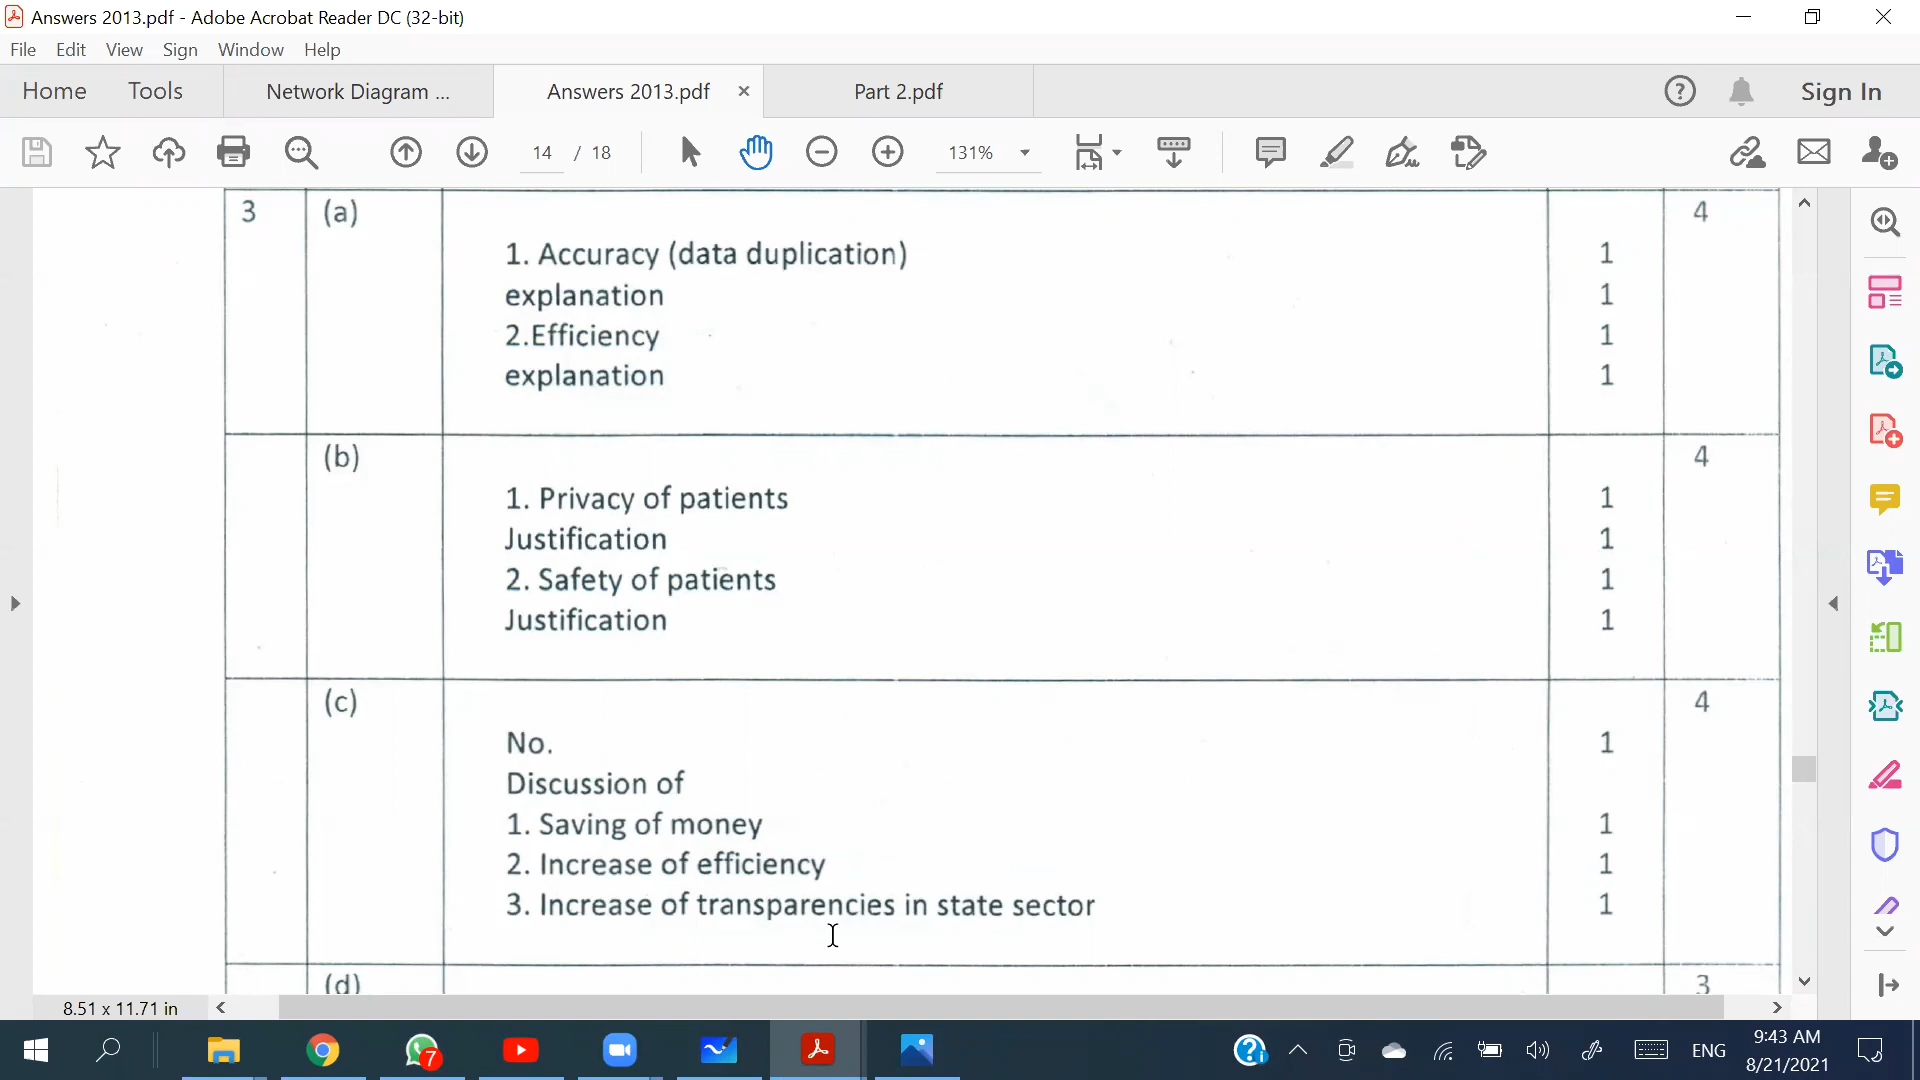 Answers 2013.pdf - Adobe Acrobat Reader DC (32-bit)
File Edit View Sign Window Help
Home Tools Network Diagram ... Answers 2013.pdf × Part 2.pdf Sign In
14 / 18 131%
3 (a) 4
1. Accuracy (data duplication) 1
explanation 1
2.Efficiency 1
explanation 1
(b) 4
1. Privacy of patients 1
Justification 1
2. Safety of patients 1
Justification 1
(c) 4
No. 1
Discussion of
1. Saving of money 1
2. Increase of efficiency 1
3. Increase of transparencies in state sector 1
(d) 3
8.51 x 11.71 in
7
ENG
9:43 AM
8/21/2021